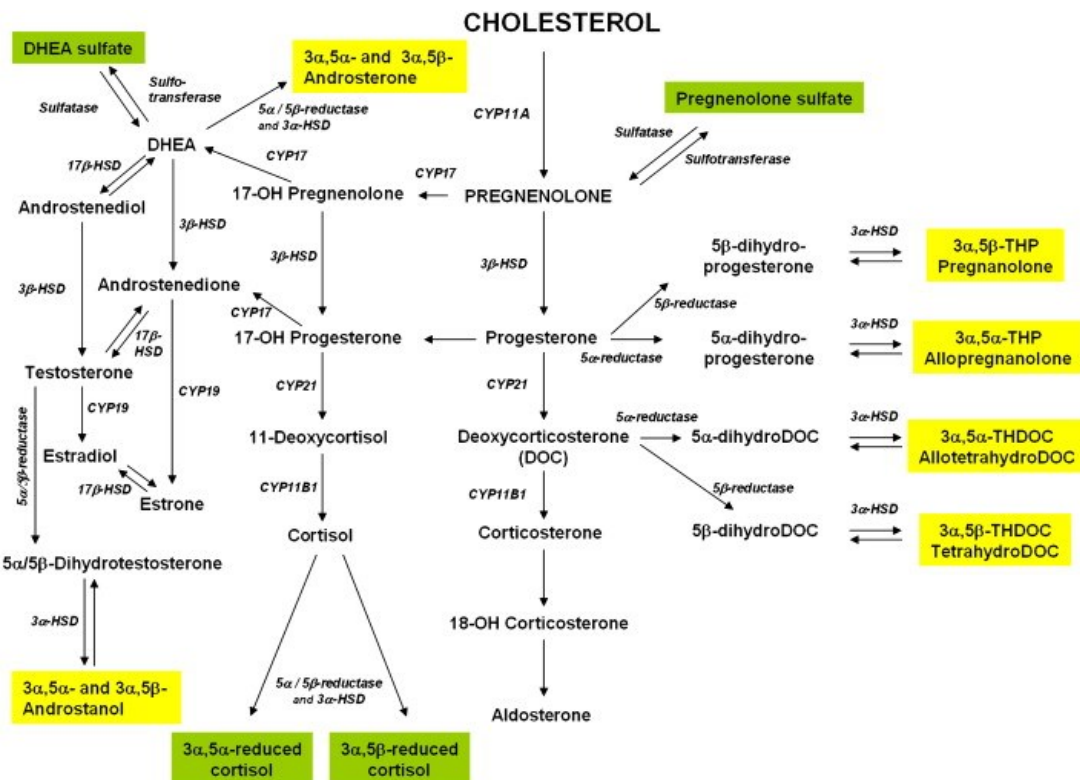 CHOLESTEROL
DHEA sulfate
3α,5α- and 3α,5β-
Androsterone
Sulfo-
transferase
Sulfatase
5α / 5β-reductase
and 3α-HSD
CYP11A
Pregnenolone sulfate
Sulfatase
Sulfotransferase
DHEA
17β-HSD
CYP17
CYP17
17-OH Pregnenolone
PREGNENOLONE
Androstenediol
3β-HSD
3β-HSD
3β-HSD
3β-HSD
5β-dihydro-
progesterone
3α-HSD
3α,5β-THP
Pregnanolone
Androstenedione
5β-reductase
CYP17
17β-
HSD
17-OH Progesterone
Progesterone
5α-reductase
5α-dihydro-
progesterone
3α-HSD
3α,5α-THP
Allopregnanolone
Testosterone
CYP19
CYP19
CYP21
CYP21
5α/5β-reductase
11-Deoxycortisol
Deoxycorticosterone
(DOC)
5α-reductase
5α-dihydroDOC
3α-HSD
3α,5α-THDOC
AllotetrahydroDOC
Estradiol
17β-HSD
Estrone
CYP11B1
CYP11B1
5β-reductase
5β-dihydroDOC
3α-HSD
3α,5β-THDOC
TetrahydroDOC
Cortisol
Corticosterone
5α/5β-Dihydrotestosterone
3α-HSD
18-OH Corticosterone
3α,5α- and 3α,5β-
Androstanol
5α / 5β-reductase
and 3α-HSD
Aldosterone
3α,5α-reduced
cortisol
3α,5β-reduced
cortisol